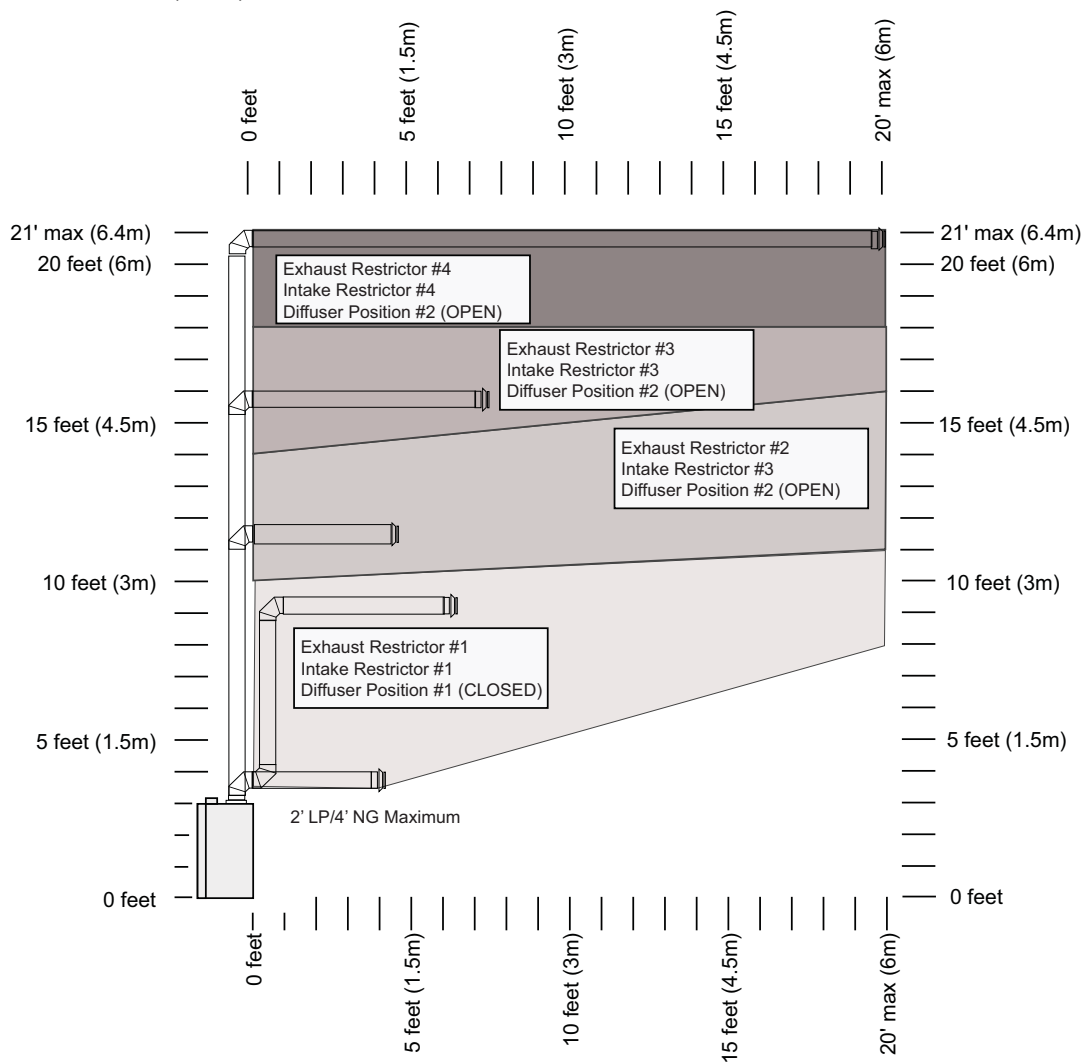 0 feet
5 feet (1.5m)
10 feet (3m)
15 feet (4.5m)
20' max (6m)
21' max (6.4m)
21' max (6.4m)
20 feet (6m)
20 feet (6m)
Exhaust Restrictor #4
Intake Restrictor #4
Diffuser Position #2 (OPEN)
Exhaust Restrictor #3
Intake Restrictor #3
Diffuser Position #2 (OPEN)
15 feet (4.5m)
15 feet (4.5m)
Exhaust Restrictor #2
Intake Restrictor #3
Diffuser Position #2 (OPEN)
10 feet (3m)
10 feet (3m)
Exhaust Restrictor #1
Intake Restrictor #1
Diffuser Position #1 (CLOSED)
5 feet (1.5m)
5 feet (1.5m)
2’ LP/4’ NG Maximum
0 feet
0 feet
0 feet
5 feet (1.5m)
10 feet (3m)
15 feet (4.5m)
20' max (6m)